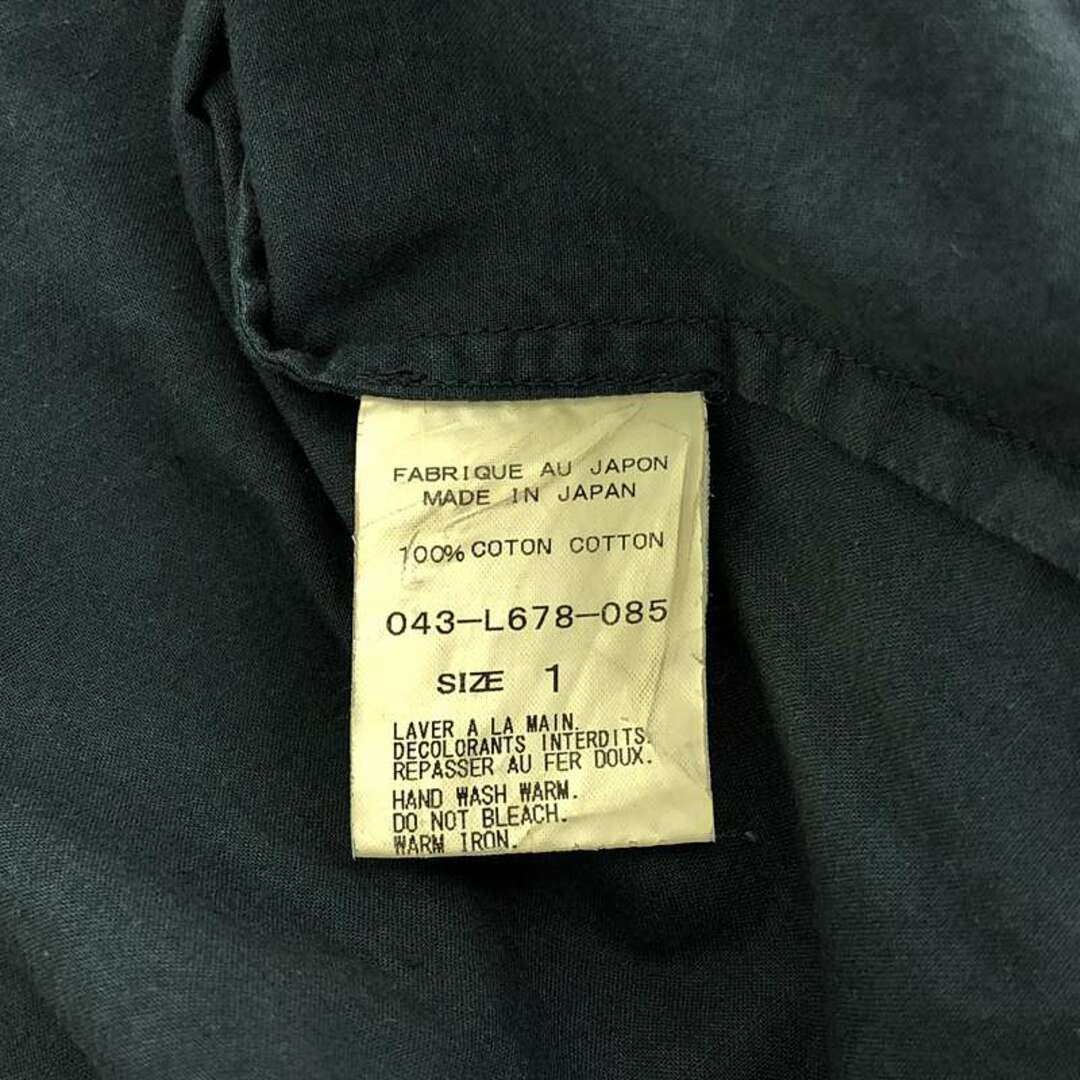 FABRIQUE AU JAPON
MADE IN JAPAN
100% COTON COTTON
043-L678-085
SIZE 1
LAVER A LA MAIN.
DECOLORANTS INTERDITS.
REPASSER AU FER DOUX.
HAND WASH WARM.
DO NOT BLEACH.
WARM IRON.